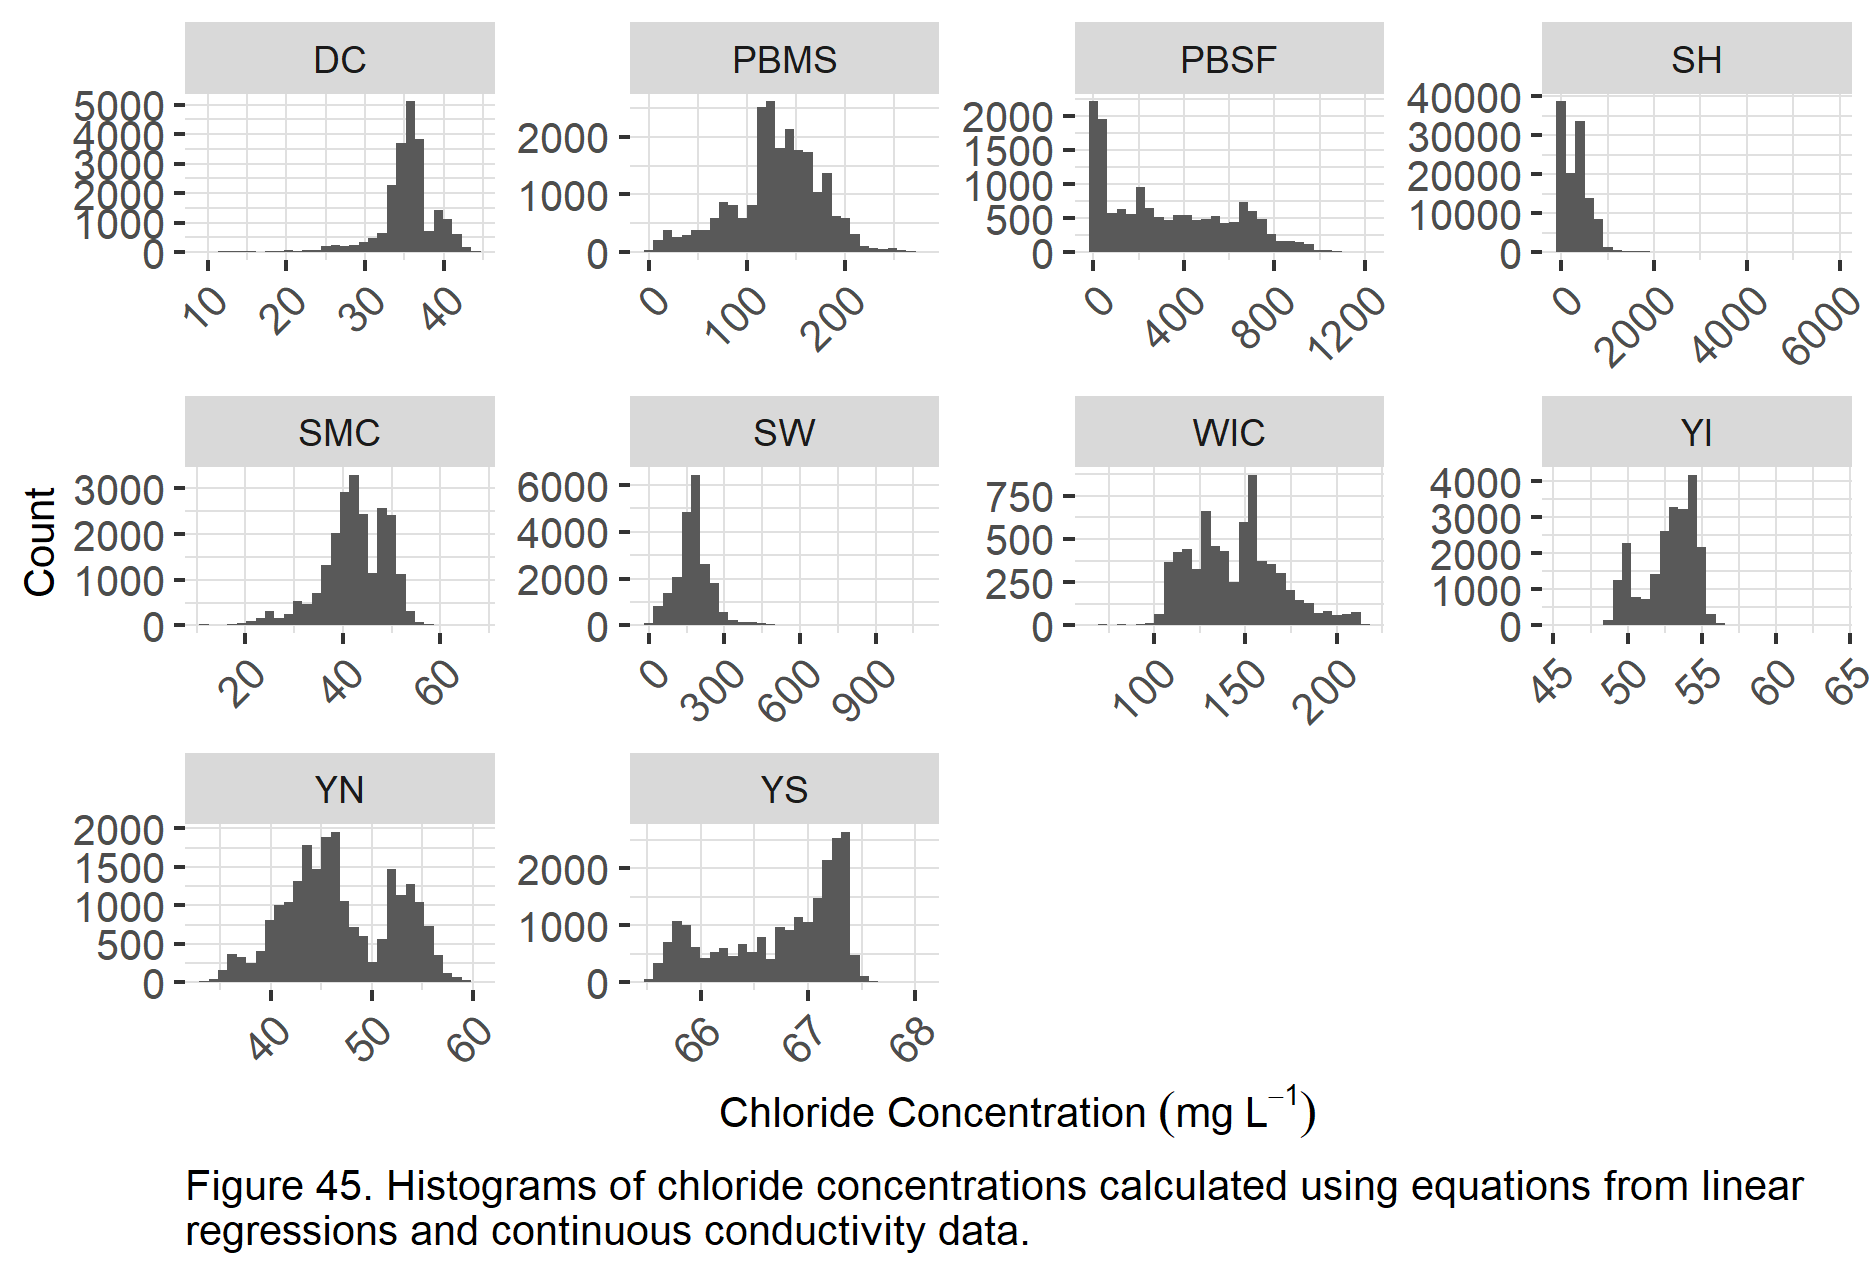 DC PBMS PBSF SH
5000 4000 3000 2000 1000 0
10 20 30 40
2000 1000 0
0 100 200
2000 1500 1000 500 0
0 400 800 1200
40000 30000 20000 10000 0
0 2000 4000 6000
Count
SMC SW WIC YI
3000 2000 1000 0
20 40 60
6000 4000 2000 0
0 300 600 900
750 500 250 0
100 150 200
4000 3000 2000 1000 0
45 50 55 60 65
YN YS
2000 1500 1000 500 0
40 50 60
2000 1000 0
66 67 68
Chloride Concentration (mg L⁻¹)
Figure 45. Histograms of chloride concentrations calculated using equations from linear
regressions and continuous conductivity data.